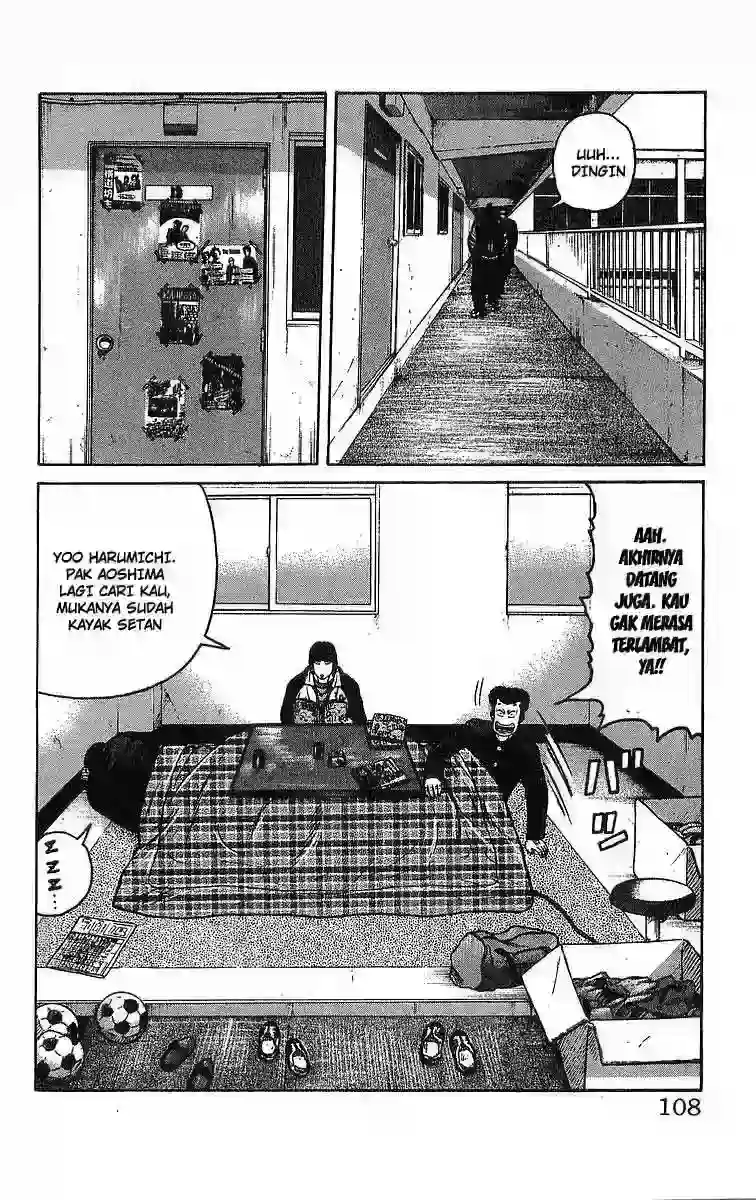 UUH...
DINGIN
AAH.
AKHIRNYA
DATANG
JUGA. KAU
GAK MERASA
TERLAMBAT,
YA!!
YOO HARUMICHI.
PAK AOSHIMA
LAGI CARI KAU,
MUKANYA SUDAH
KAYAK SETAN
Z
Z
Z...
108